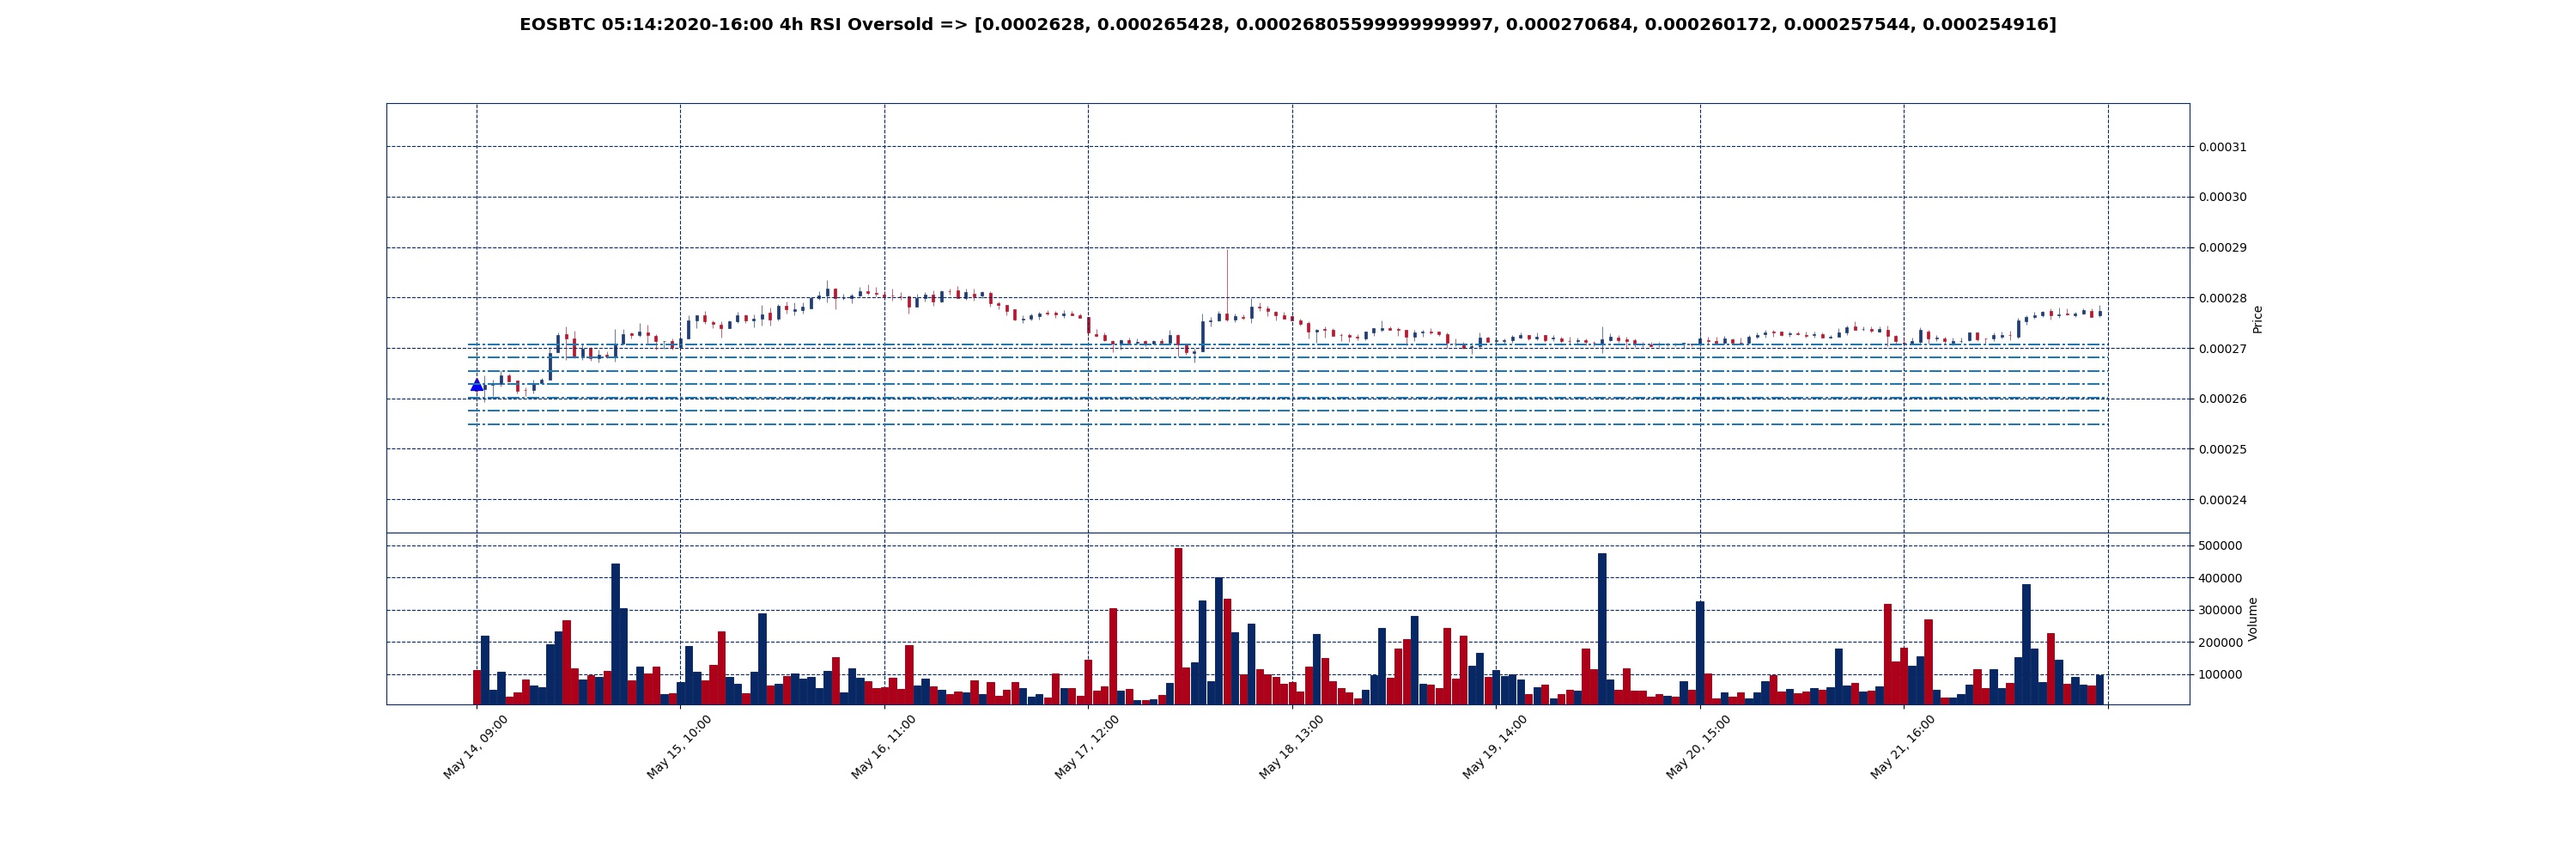 EOSBTC 05:14:2020-16:00 4h RSI Oversold => [0.0002628, 0.000265428, 0.00026805599999999997, 0.000270684, 0.000260172, 0.000257544, 0.000254916]
0.00031
0.00030
0.00029
0.00028
0.00027
0.00026
0.00025
0.00024
Price
500000
400000
300000
200000
100000
Volume
May 14, 09:00
May 15, 10:00
May 16, 11:00
May 17, 12:00
May 18, 13:00
May 19, 14:00
May 20, 15:00
May 21, 16:00